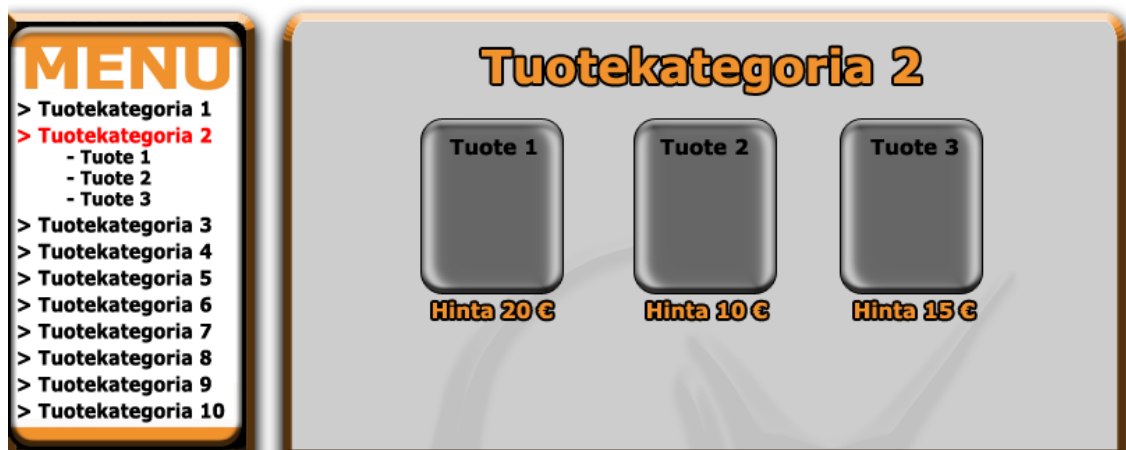 MENU
> Tuotekategoria 1
> Tuotekategoria 2
- Tuote 1
- Tuote 2
- Tuote 3
> Tuotekategoria 3
> Tuotekategoria 4
> Tuotekategoria 5
> Tuotekategoria 6
> Tuotekategoria 7
> Tuotekategoria 8
> Tuotekategoria 9
> Tuotekategoria 10
Tuotekategoria 2
Tuote 1 Tuote 2 Tuote 3
Hinta 20 € Hinta 10 € Hinta 15 €